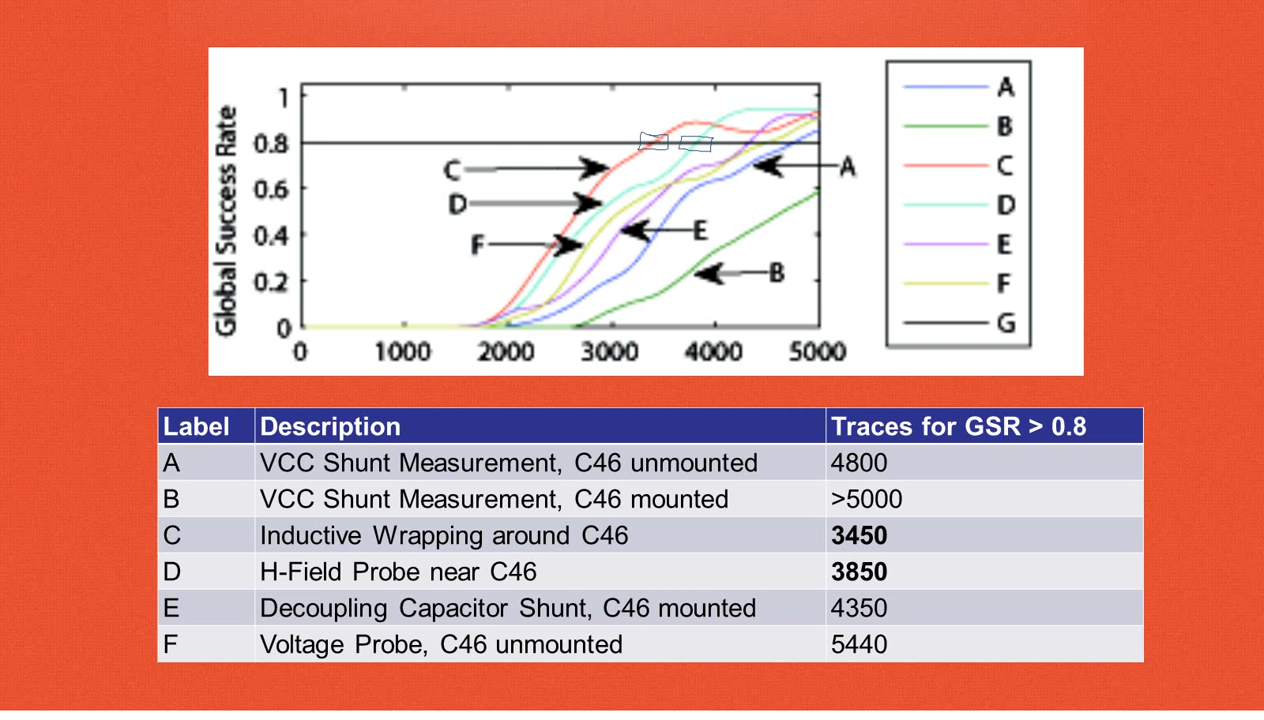 Global Success Rate
1
0.8
0.6
0.4
0.2
0
0 1000 2000 3000 4000 5000
C
D
F
E
A
B
A
B
C
D
E
F
G
Label Description Traces for GSR > 0.8
A VCC Shunt Measurement, C46 unmounted 4800
B VCC Shunt Measurement, C46 mounted >5000
C Inductive Wrapping around C46 3450
D H-Field Probe near C46 3850
E Decoupling Capacitor Shunt, C46 mounted 4350
F Voltage Probe, C46 unmounted 5440